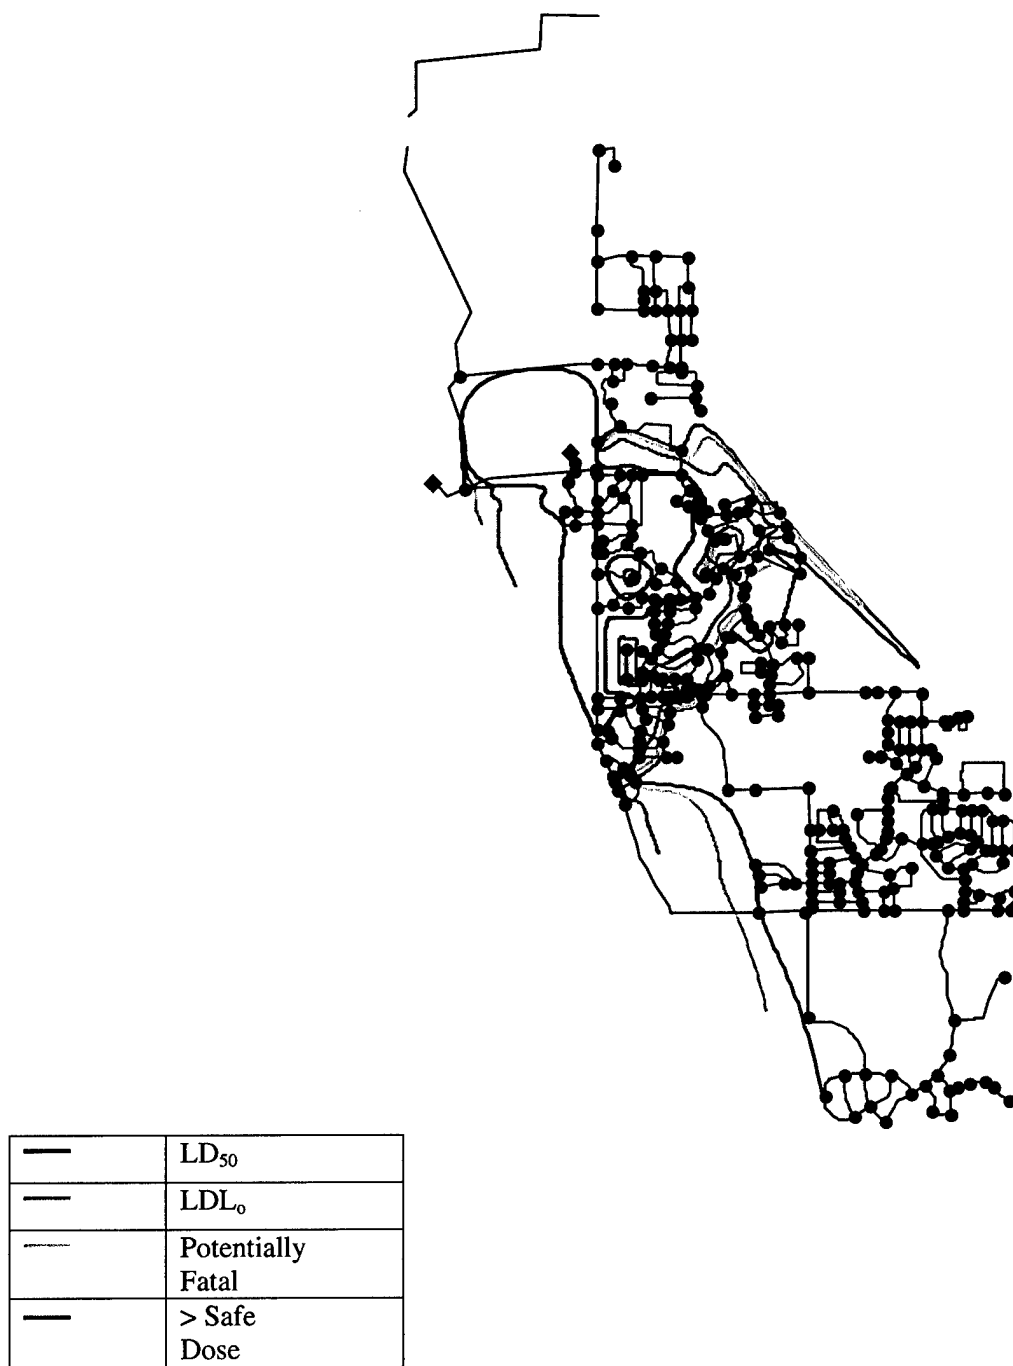 LD₅₀
LDLₒ
Potentially
Fatal
> Safe
Dose